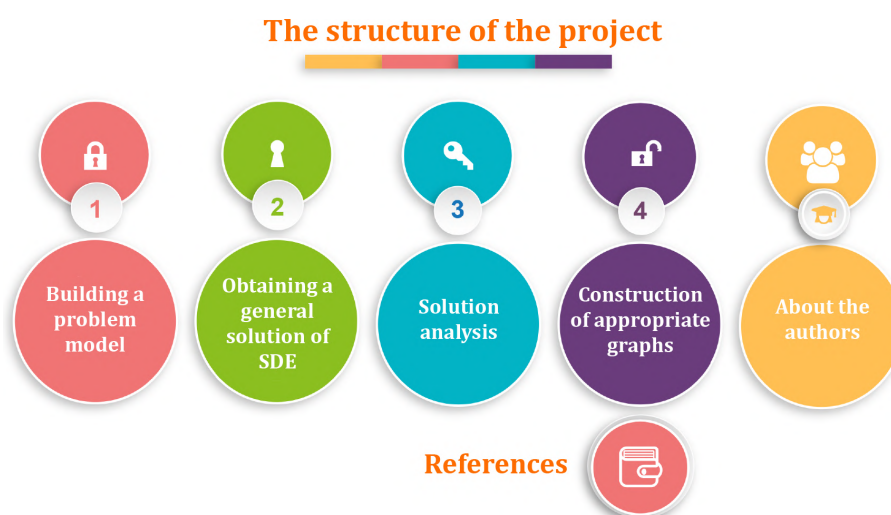 The structure of the project
1
2
3
4
Building a
problem
model
Obtaining a
general
solution of
SDE
Solution
analysis
Construction
of appropriate
graphs
About the
authors
References